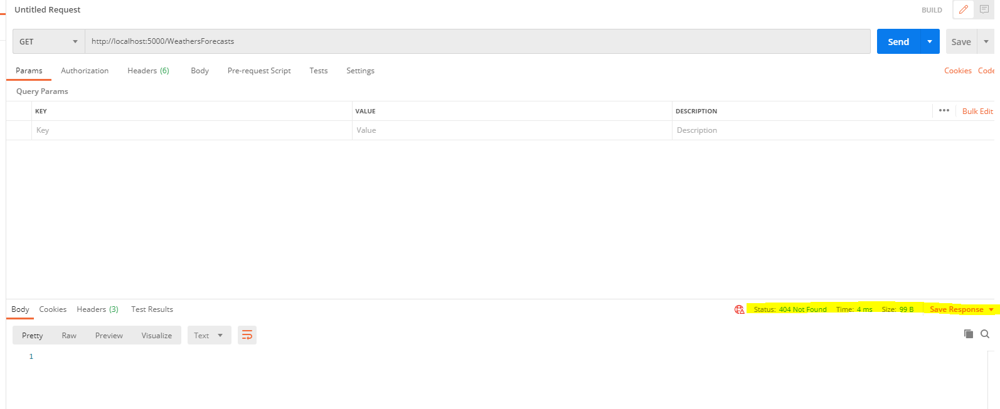 Untitled Request
BUILD
GET
http://localhost:5000/WeathersForecasts
Send
Save
Params Authorization Headers (6) Body Pre-request Script Tests Settings
Cookies Code
Query Params
KEY VALUE DESCRIPTION
••• Bulk Edit
Key Value Description
Body Cookies Headers (3) Test Results
Status: 404 Not Found Time: 4 ms Size: 99 B Save Response
Pretty Raw Preview Visualize Text
1